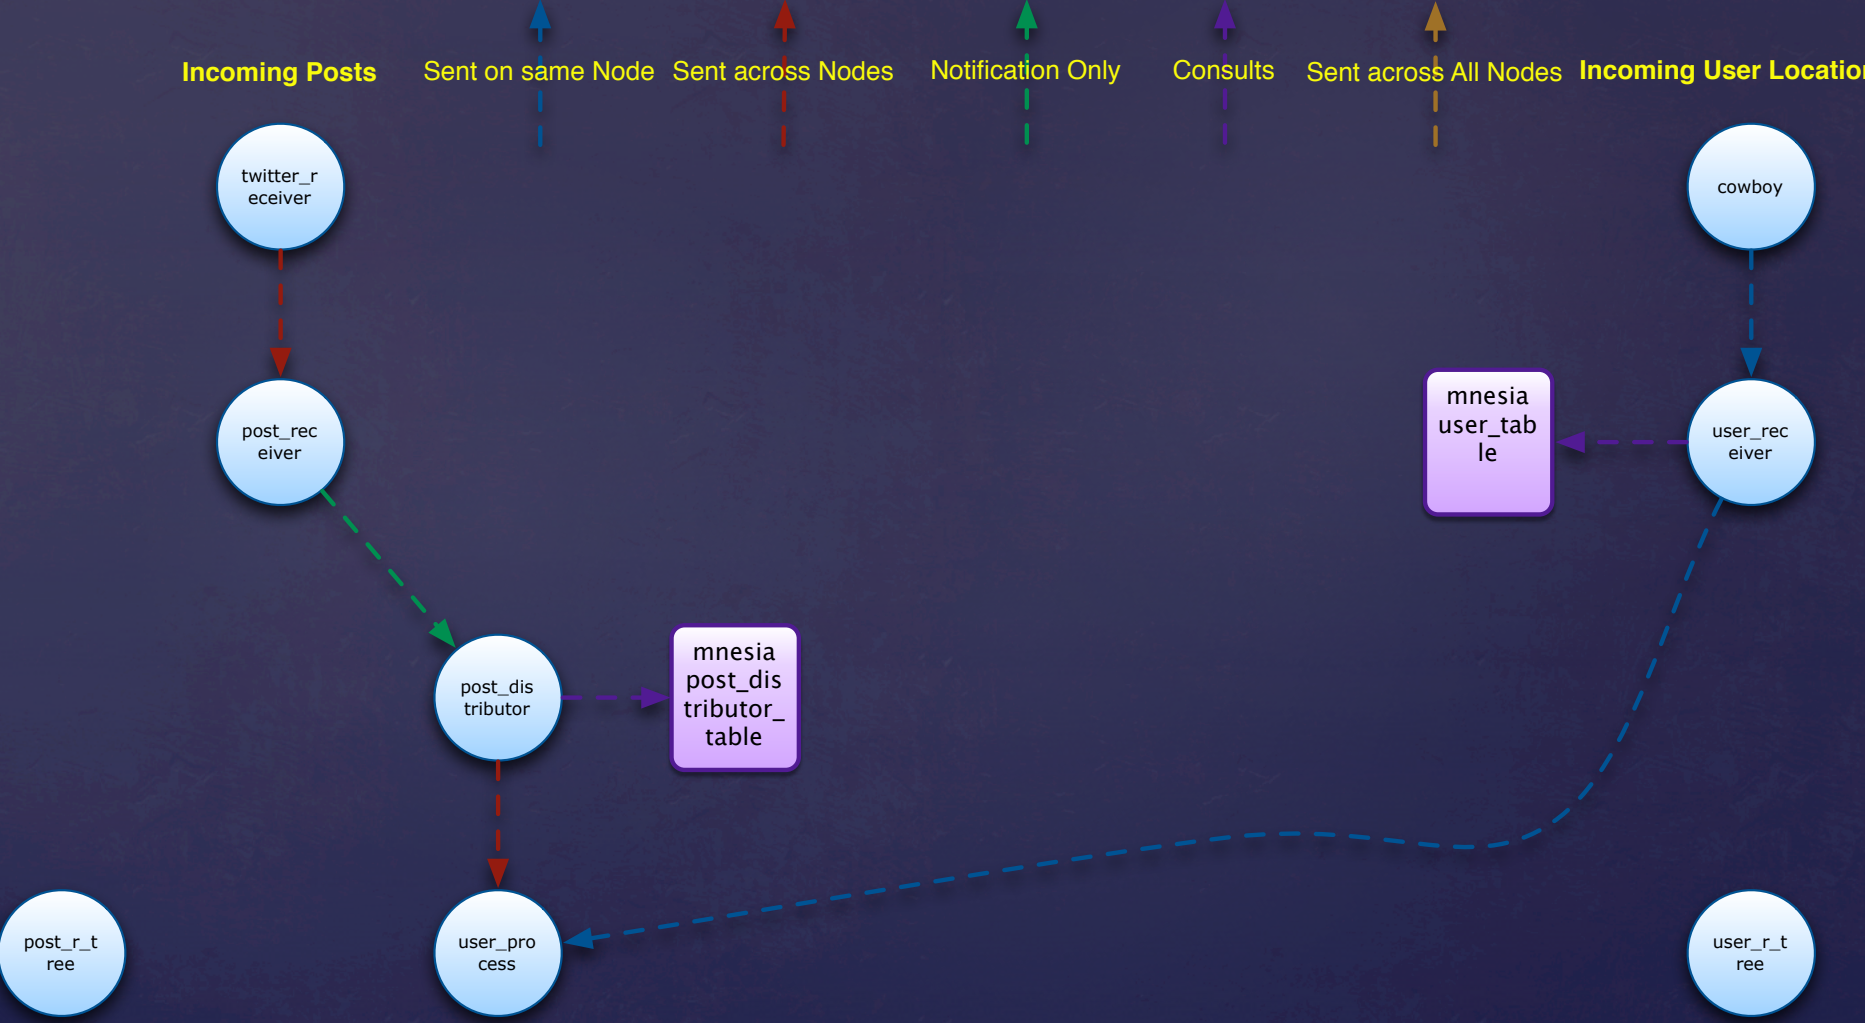 Incoming Posts
Sent on same Node
Sent across Nodes
Notification Only
Consults
Sent across All Nodes
Incoming User Location
twitter_r
eceiver
cowboy
post_rec
eiver
mnesia
user_tab
le
user_rec
eiver
post_dis
tributor
mnesia
post_dis
tributor_
table
post_r_t
ree
user_pro
cess
user_r_t
ree